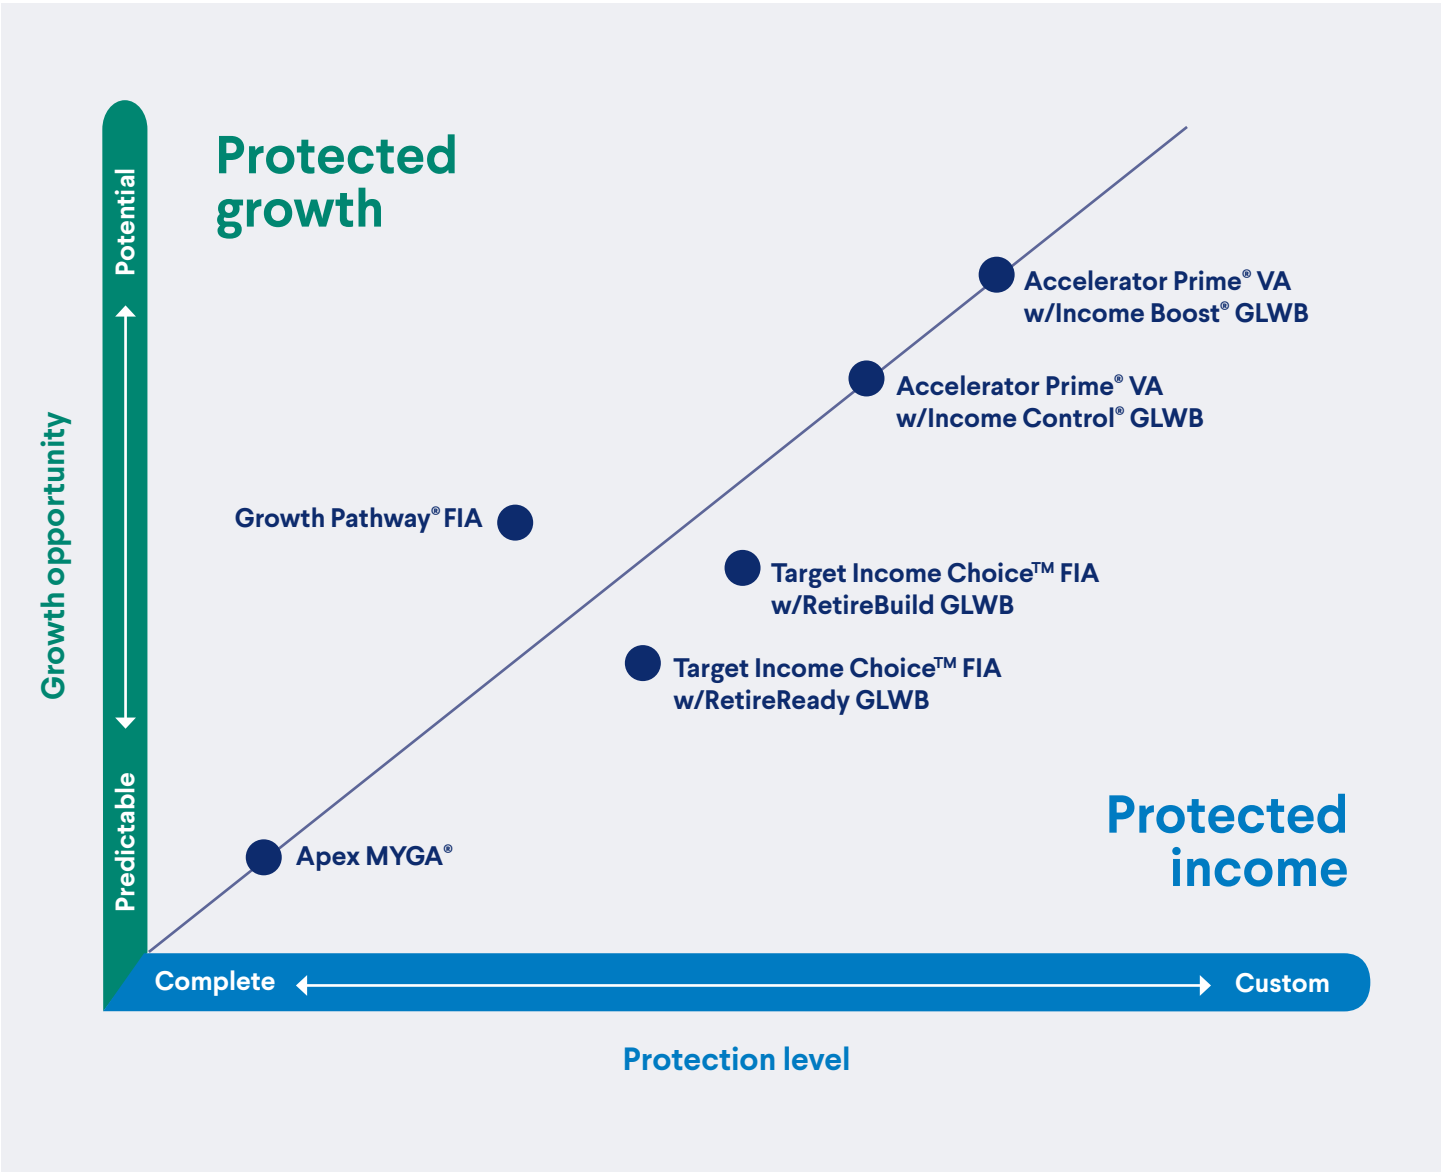 Protected
growth
Potential
Growth opportunity
Predictable
Accelerator Prime® VA
w/Income Boost® GLWB
Accelerator Prime® VA
w/Income Control® GLWB
Growth Pathway® FIA
Target Income Choice™ FIA
w/RetireBuild GLWB
Target Income Choice™ FIA
w/RetireReady GLWB
Apex MYGA®
Protected
income
Complete
Custom
Protection level